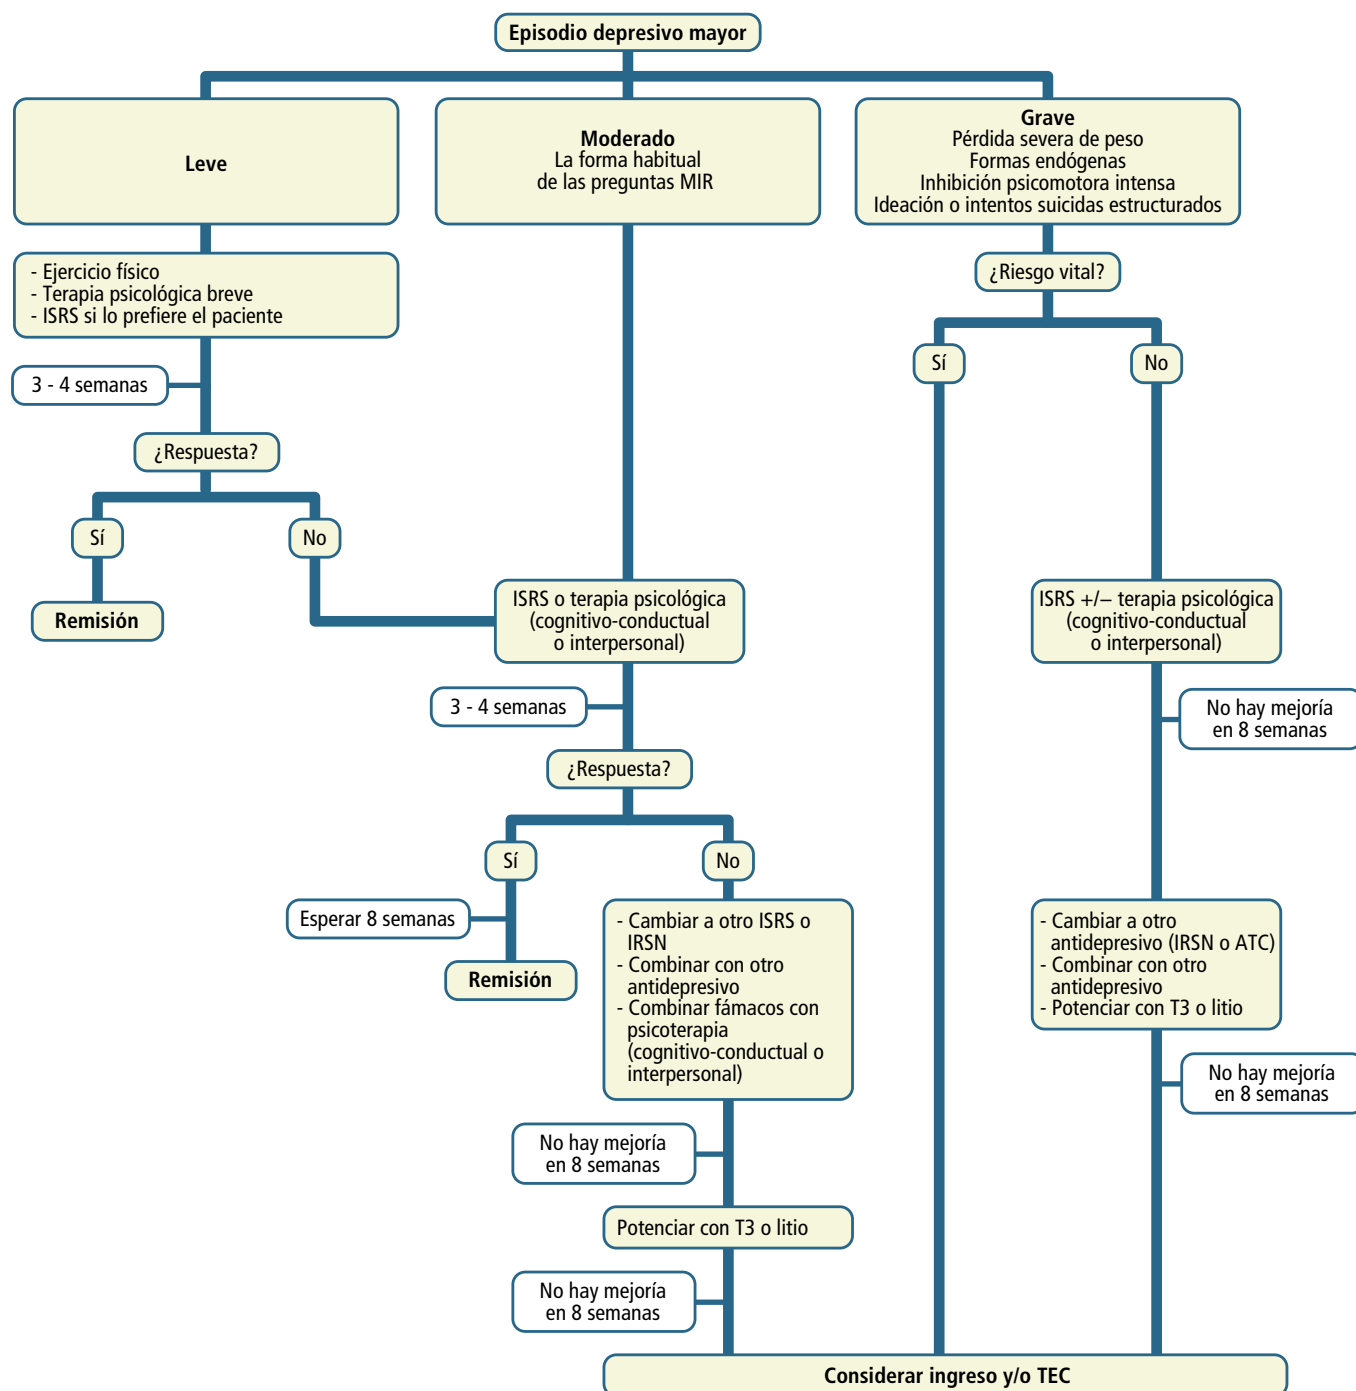 Episodio depresivo mayor
Leve
Moderado
La forma habitual
de las preguntas MIR
Grave
Pérdida severa de peso
Formas endógenas
Inhibición psicomotora intensa
Ideación o intentos suicidas estructurados
- Ejercicio físico
- Terapia psicológica breve
- ISRS si lo prefiere el paciente
¿Riesgo vital?
Sí
No
3 - 4 semanas
¿Respuesta?
Sí
No
Remisión
ISRS o terapia psicológica
(cognitivo-conductual
o interpersonal)
ISRS +/− terapia psicológica
(cognitivo-conductual
o interpersonal)
3 - 4 semanas
No hay mejoría
en 8 semanas
¿Respuesta?
Sí
No
Esperar 8 semanas
Remisión
- Cambiar a otro ISRS o
IRSN
- Combinar con otro
antidepresivo
- Combinar fámacos con
psicoterapia
(cognitivo-conductual o
interpersonal)
- Cambiar a otro
antidepresivo (IRSN o ATC)
- Combinar con otro
antidepresivo
- Potenciar con T3 o litio
No hay mejoría
en 8 semanas
No hay mejoría
en 8 semanas
Potenciar con T3 o litio
No hay mejoría
en 8 semanas
Considerar ingreso y/o TEC